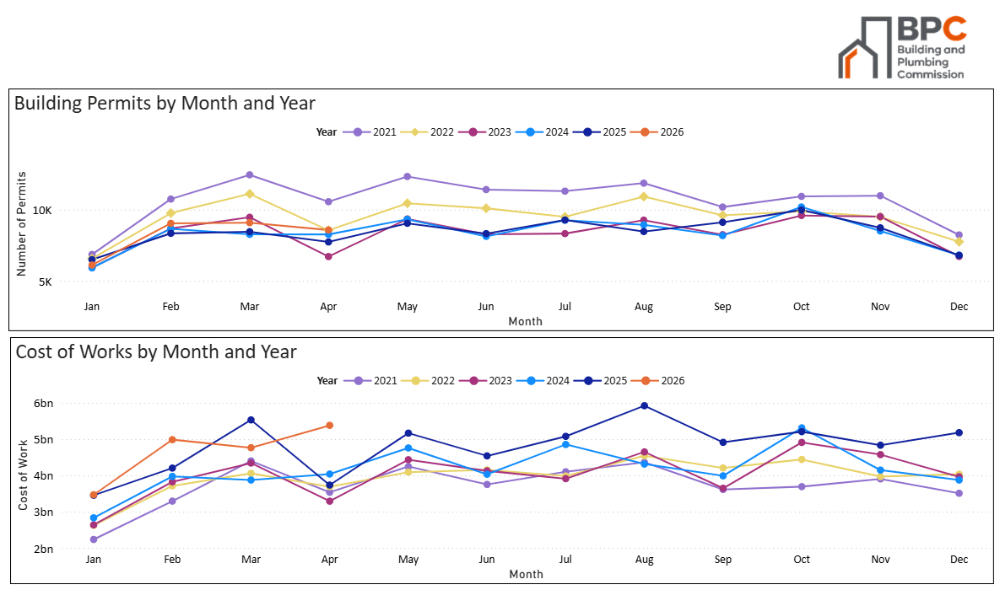 BPC
Building and
Plumbing
Commission
Building Permits by Month and Year
Year 2021 2022 2023 2024 2025 2026
Number of Permits
10K
5K
Jan Feb Mar Apr May Jun Jul Aug Sep Oct Nov Dec
Month
Cost of Works by Month and Year
Year 2021 2022 2023 2024 2025 2026
Cost of Work
6bn
5bn
4bn
3bn
2bn
Jan Feb Mar Apr May Jun Jul Aug Sep Oct Nov Dec
Month